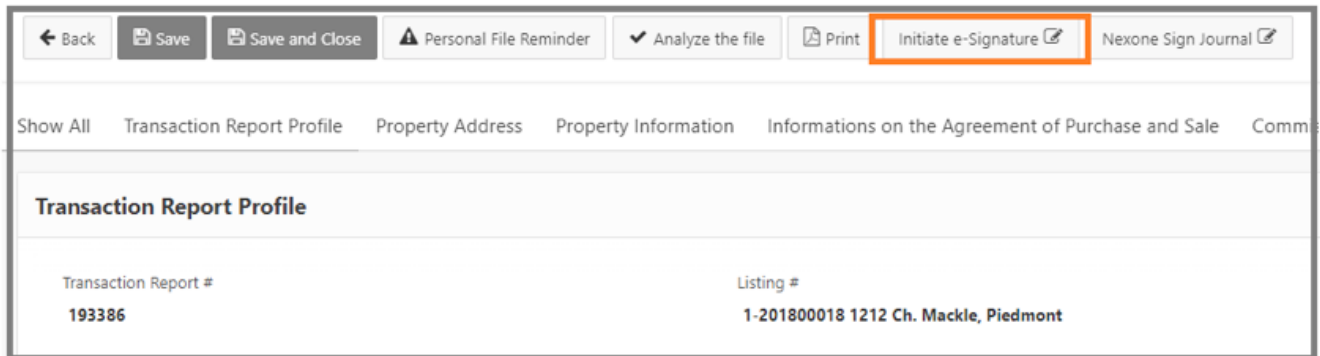 Back Save Save and Close Personal File Reminder Analyze the file Print Initiate e-Signature Nexone Sign Journal
Show All Transaction Report Profile Property Address Property Information Informations on the Agreement of Purchase and Sale
Transaction Report Profile
Transaction Report # Listing #
193386 1-201800018 1212 Ch. Mackle, Piedmont